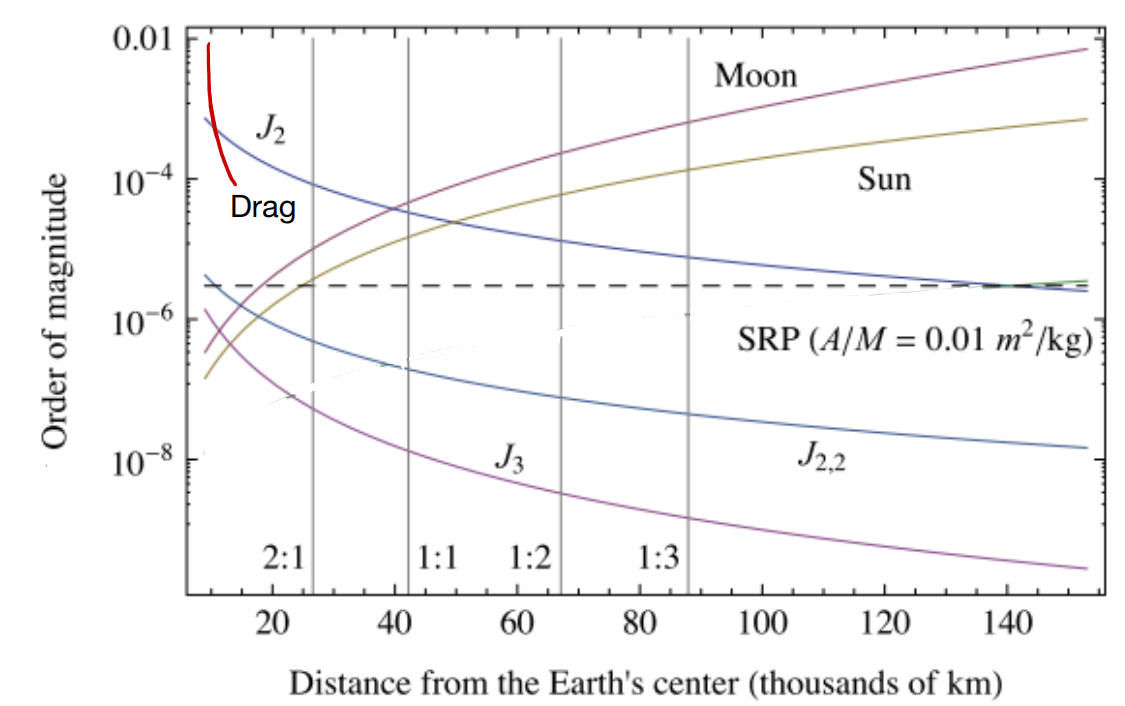 0.01
10⁻⁴
10⁻⁶
10⁻⁸
Order of magnitude
J₂
Drag
Moon
Sun
SRP (A/M = 0.01 m²/kg)
J₃
J₂,₂
2:1
1:1
1:2
1:3
20
40
60
80
100
120
140
Distance from the Earth's center (thousands of km)